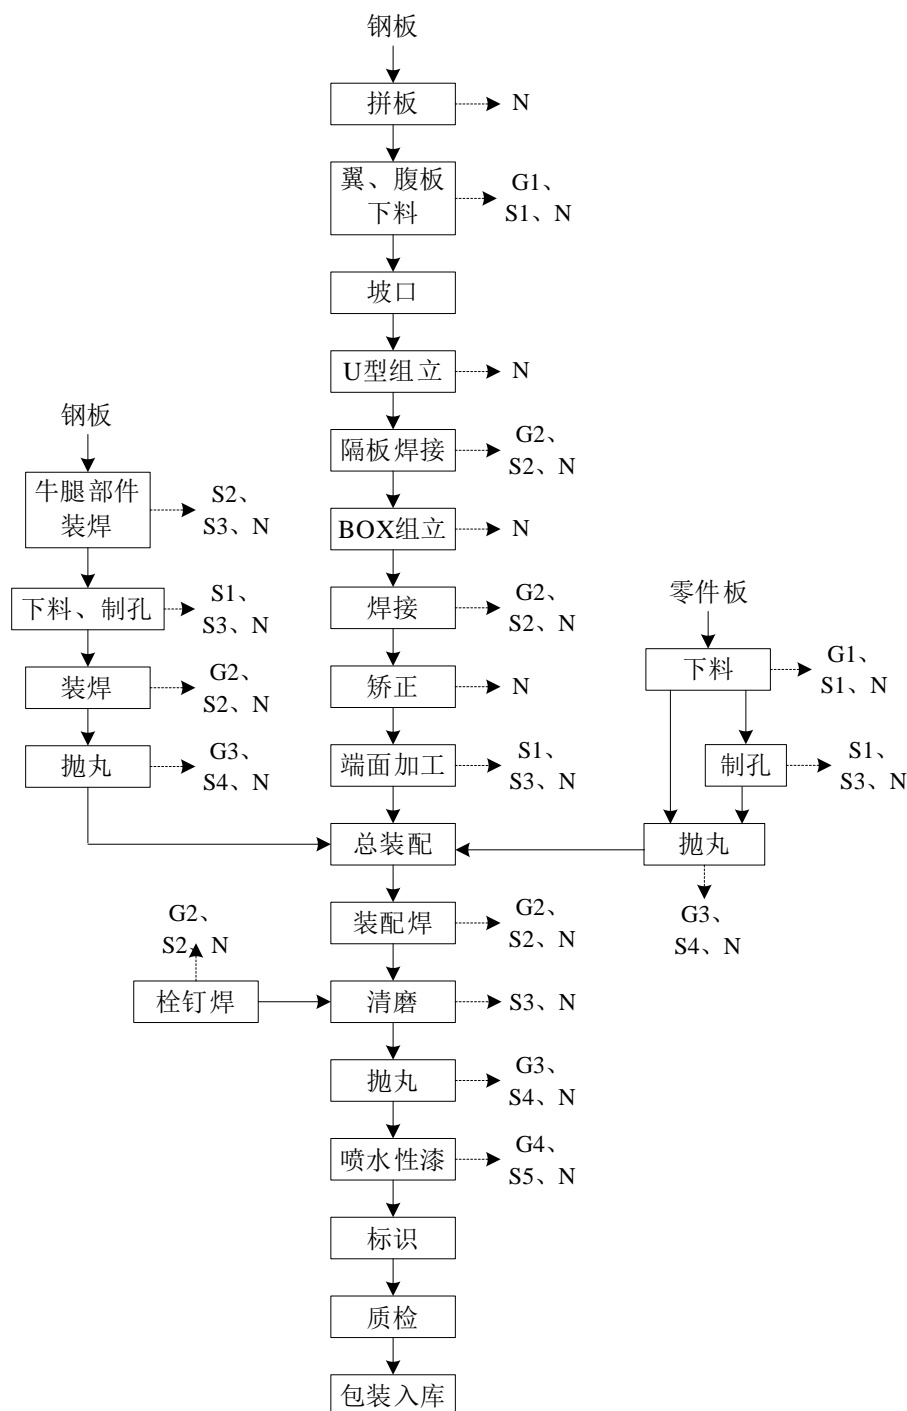 钢板
拼板
N
翼、腹板
下料
G1、
S1、N
坡口
U型组立
N
钢板
隔板焊接
G2、
S2、N
牛腿部件
装焊
S2、
S3、N
BOX组立
N
下料、制孔
S1、
S3、N
焊接
G2、
S2、N
零件板
装焊
G2、
S2、N
矫正
N
下料
G1、
S1、N
抛丸
G3、
S4、N
端面加工
S1、
S3、N
制孔
S1、
S3、N
总装配
抛丸
G3、
S4、N
装配焊
G2、
S2、N
G2、
S2、N
栓钉焊
清磨
S3、N
抛丸
G3、
S4、N
喷水性漆
G4、
S5、N
标识
质检
包装入库